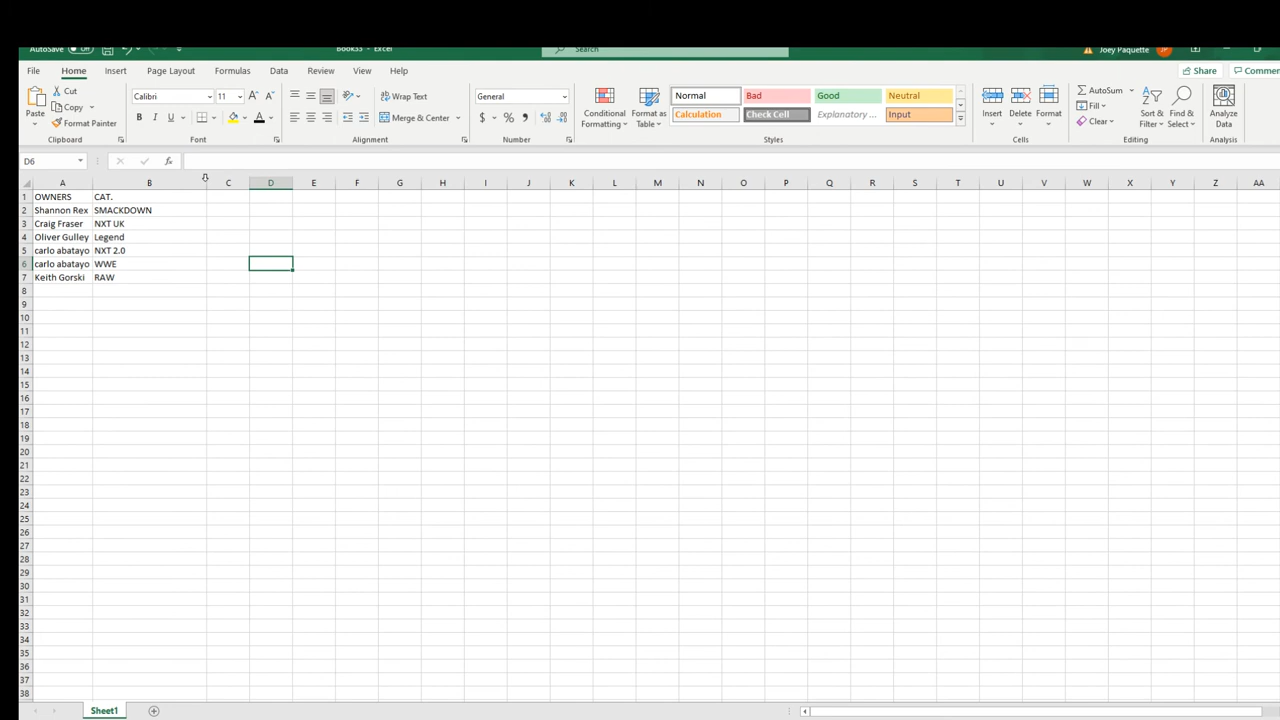 AutoSave Off Book33 - Excel Search Joey Paquette
File Home Insert Page Layout Formulas Data Review View Help Share Commen
Paste Cut Copy Format Painter Clipboard
Calibri 11 A A B I U A Font
Wrap Text Merge & Center Alignment
General $ % Number
Conditional Formatting Format as Table Normal Bad Good Neutral Calculation Check Cell Explanatory ... Input Styles
Insert Delete Format Cells
AutoSum Fill Clear Sort & Filter Find & Select Editing
Analyze Data Analysis
D6 fx
A B C D E F G H I J K L M N O P Q R S T U V W X Y Z AA
1 OWNERS CAT.
2 Shannon Rex SMACKDOWN
3 Craig Fraser NXT UK
4 Oliver Gulley Legend
5 carlo abatayo NXT 2.0
6 carlo abatayo WWE
7 Keith Gorski RAW
8
9
10
11
12
13
14
15
16
17
18
19
20
21
22
23
24
25
26
27
28
29
30
31
32
33
34
35
36
37
38
Sheet1